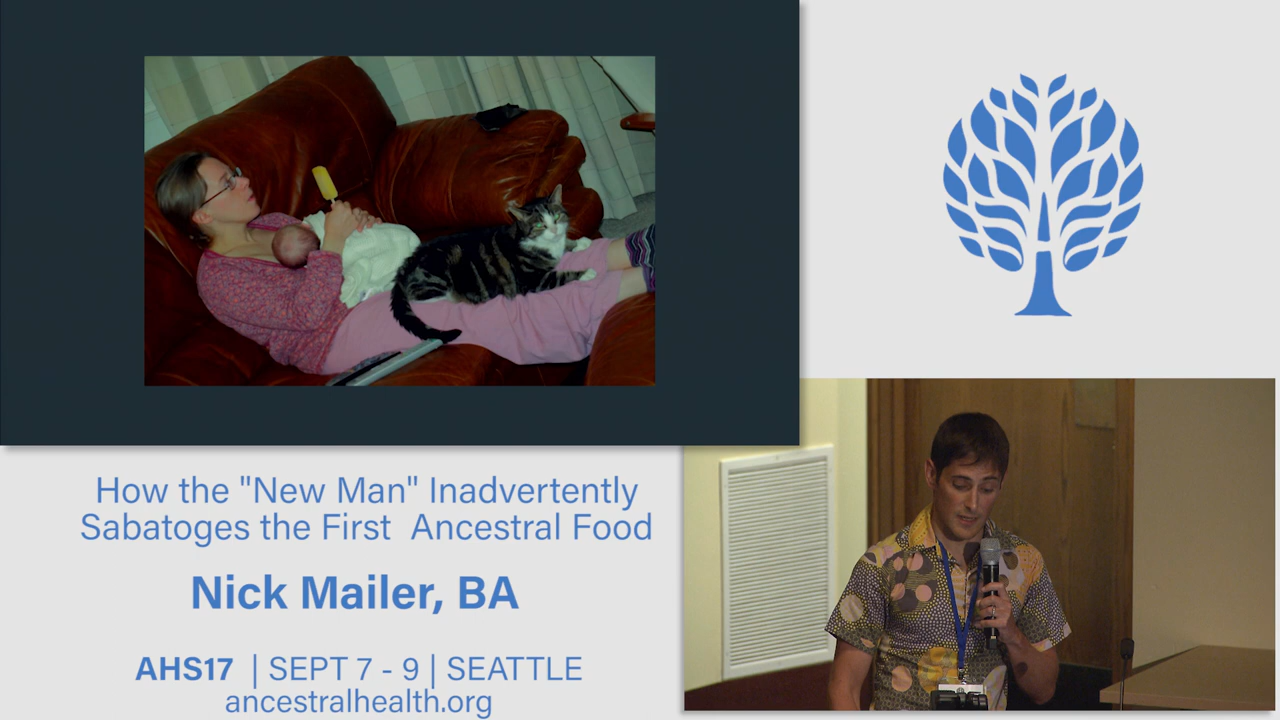 How the "New Man" Inadvertently
Sabatoges the First Ancestral Food
Nick Mailer, BA
AHS17 | SEPT 7 - 9 | SEATTLE
ancestralhealth.org